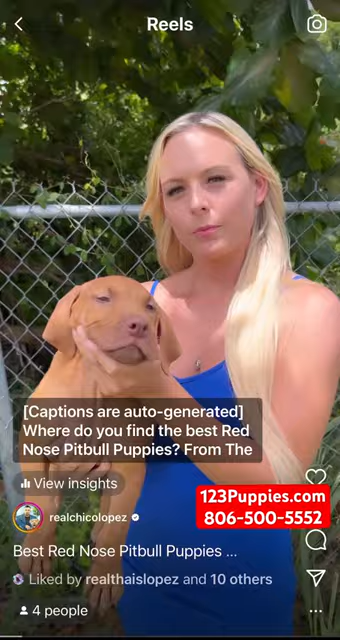 Reels
[Captions are auto-generated]
Where do you find the best Red
Nose Pitbull Puppies? From The
View insights
123Puppies.com
806-500-5552
realchicolopez
Best Red Nose Pitbull Puppies ...
Liked by realthaislopez and 10 others
4 people